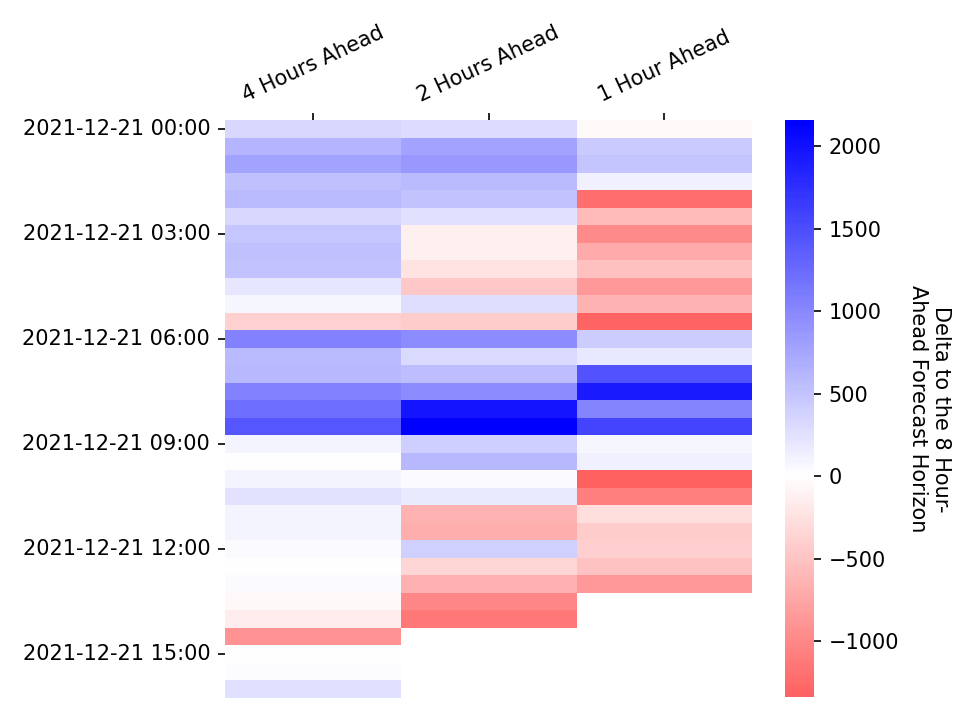 4 Hours Ahead
2 Hours Ahead
1 Hour Ahead
2021-12-21 00:00
2021-12-21 03:00
2021-12-21 06:00
2021-12-21 09:00
2021-12-21 12:00
2021-12-21 15:00
2000
1500
1000
500
0
−500
−1000
Delta to the 8 Hour-
Ahead Forecast Horizon